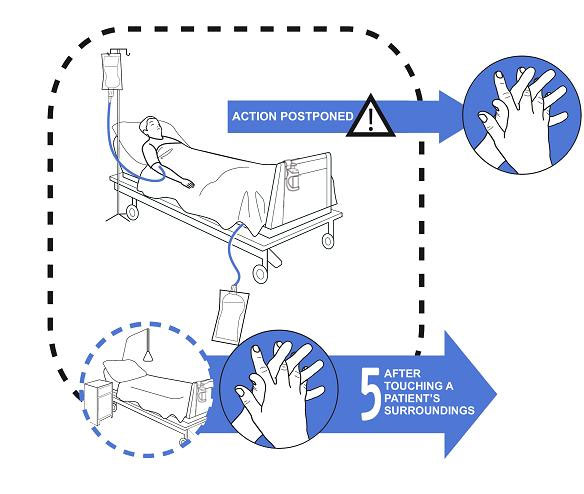 ACTION POSTPONED
!
5 AFTER
TOUCHING A
PATIENT'S
SURROUNDINGS